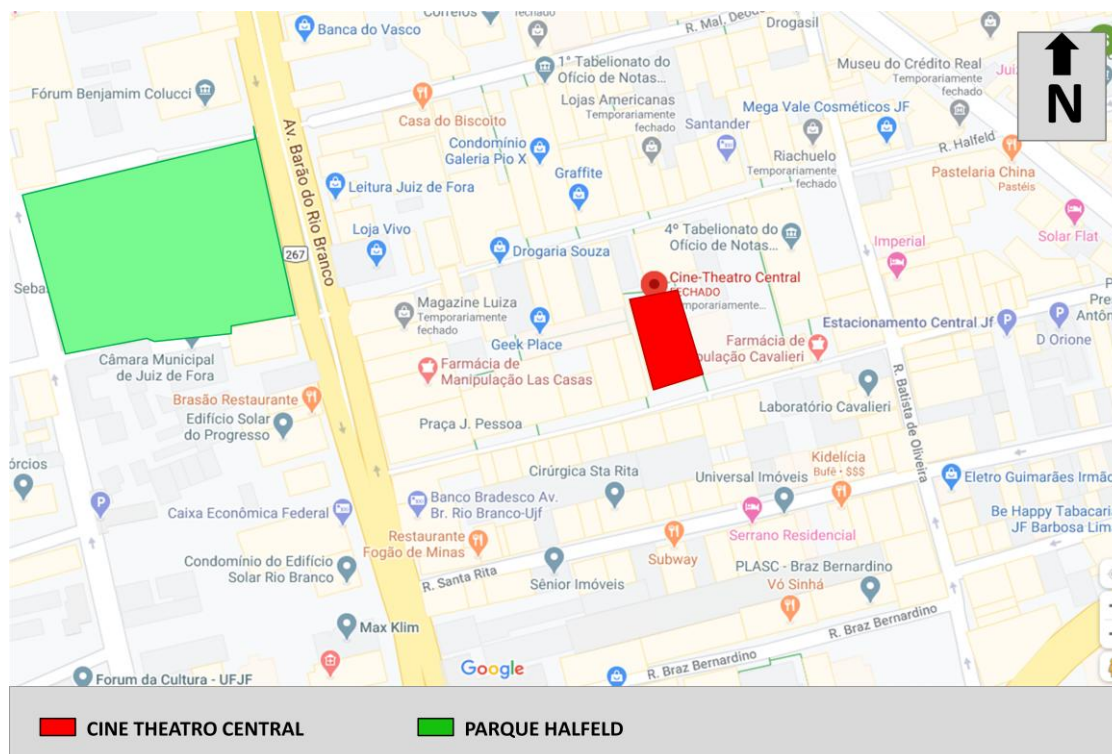 Correios
fechado
R. Mal. Deodo
Drogasil
Banca do Vasco
1° Tabelionato do
Ofício de Notas...
Museu do Crédito Real
Temporariamente
fechado
Fórum Benjamim Colucci
Casa do Biscoito
Lojas Americanas
Temporariamente
fechado
Mega Vale Cosméticos JF
N
Av. Barão do Rio Branco
Condomínio
Galeria Pio X
Santander
Riachuelo
Temporariamente
fechado
R. Halfeld
Pastelaria China
Pastéis
Leitura Juiz de Fora
Graffite
Loja Vivo
Drogaria Souza
4º Tabelionato do
Ofício de Notas...
Imperial
Solar Flat
267
Cine-Theatro Central
FECHADO
Temporariamente...
Magazine Luiza
Temporariamente
fechado
Geek Place
Estacionamento Central Jf
D Orione
Câmara Municipal
de Juiz de Fora
Farmácia de
Manipulação Las Casas
Farmácia de
pulação Cavalieri
Brasão Restaurante
Edifício Solar
do Progresso
Praça J. Pessoa
Laboratório Cavalieri
R. Batista de Oliveira
órcios
Cirúrgica Sta Rita
Universal Imóveis
Kidelícia
Bufê • $$$
Eletro Guimarães Irmão
Caixa Econômica Federal
Banco Bradesco Av.
Br. Rio Branco-Ujf
Serrano Residencial
Be Happy Tabacari
JF Barbosa Lim
Restaurante
Fogão de Minas
Subway
Condomínio do Edifício
Solar Rio Branco
R. Santa Rita
Sênior Imóveis
PLASC - Braz Bernardino
Vó Sinhá
Max Klim
R. Braz Bernardino
Google
R. Braz Bernardino
Forum da Cultura - UFJF
CINE THEATRO CENTRAL
PARQUE HALFELD